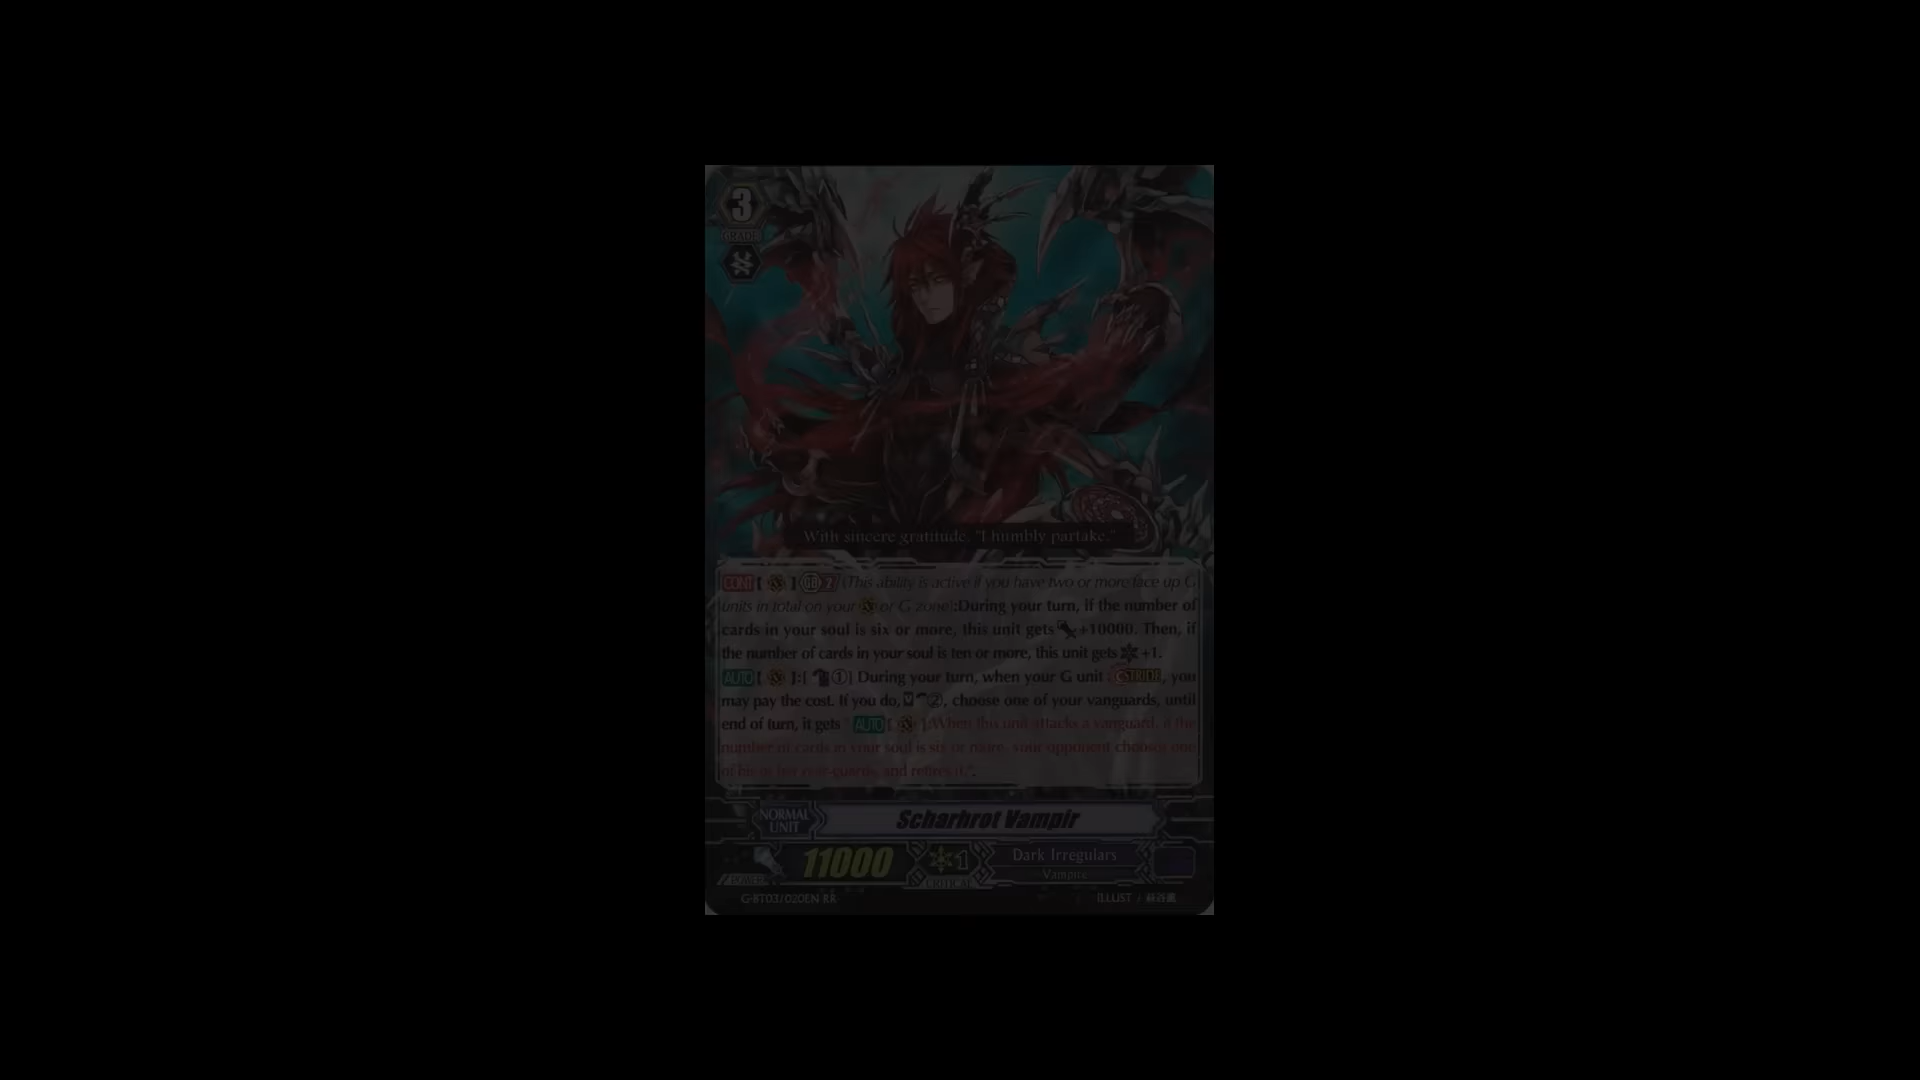 3
GRADE
With sincere gratitude. "I humbly partake."
CONT [ ] GB 2 (This ability is active if you have two or more face up G
units in total on your or G zone):During your turn, if the number of
cards in your soul is six or more, this unit gets +10000. Then, if
the number of cards in your soul is ten or more, this unit gets +1.
AUTO [ ]:[ ①] During your turn, when your G unit STRIDE, you
may pay the cost. If you do, ②, choose one of your vanguards, until
end of turn, it gets " AUTO [ ]:When this unit attacks a vanguard, if the
number of cards in your soul is six or more, your opponent chooses one
of his or her rear-guards, and retires it.".
NORMAL
UNIT
Scharhrot Vampir
POWER
11000
1
CRITICAL
Dark Irregulars
Vampire
G-BT03/020EN RR
ILLUST /